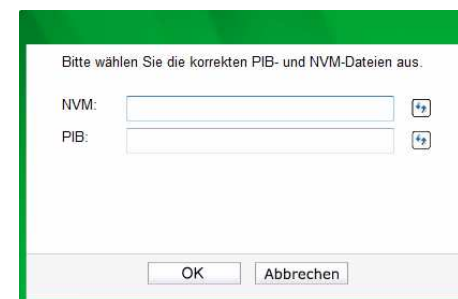 Bitte wählen Sie die korrekten PIB- und NVM-Dateien aus.
NVM:
PIB:
OK Abbrechen